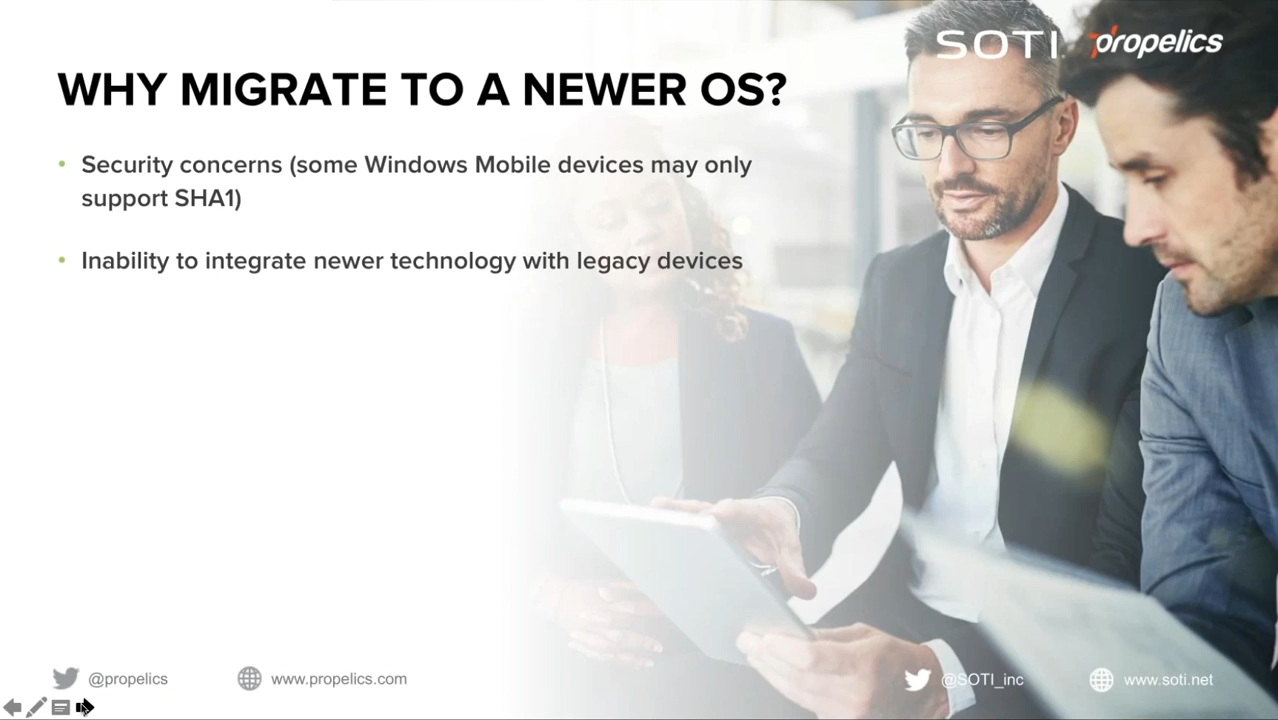 SOTI propelics
WHY MIGRATE TO A NEWER OS?
• Security concerns (some Windows Mobile devices may only
support SHA1)
• Inability to integrate newer technology with legacy devices
@propelics www.propelics.com @SOTI_inc www.soti.net